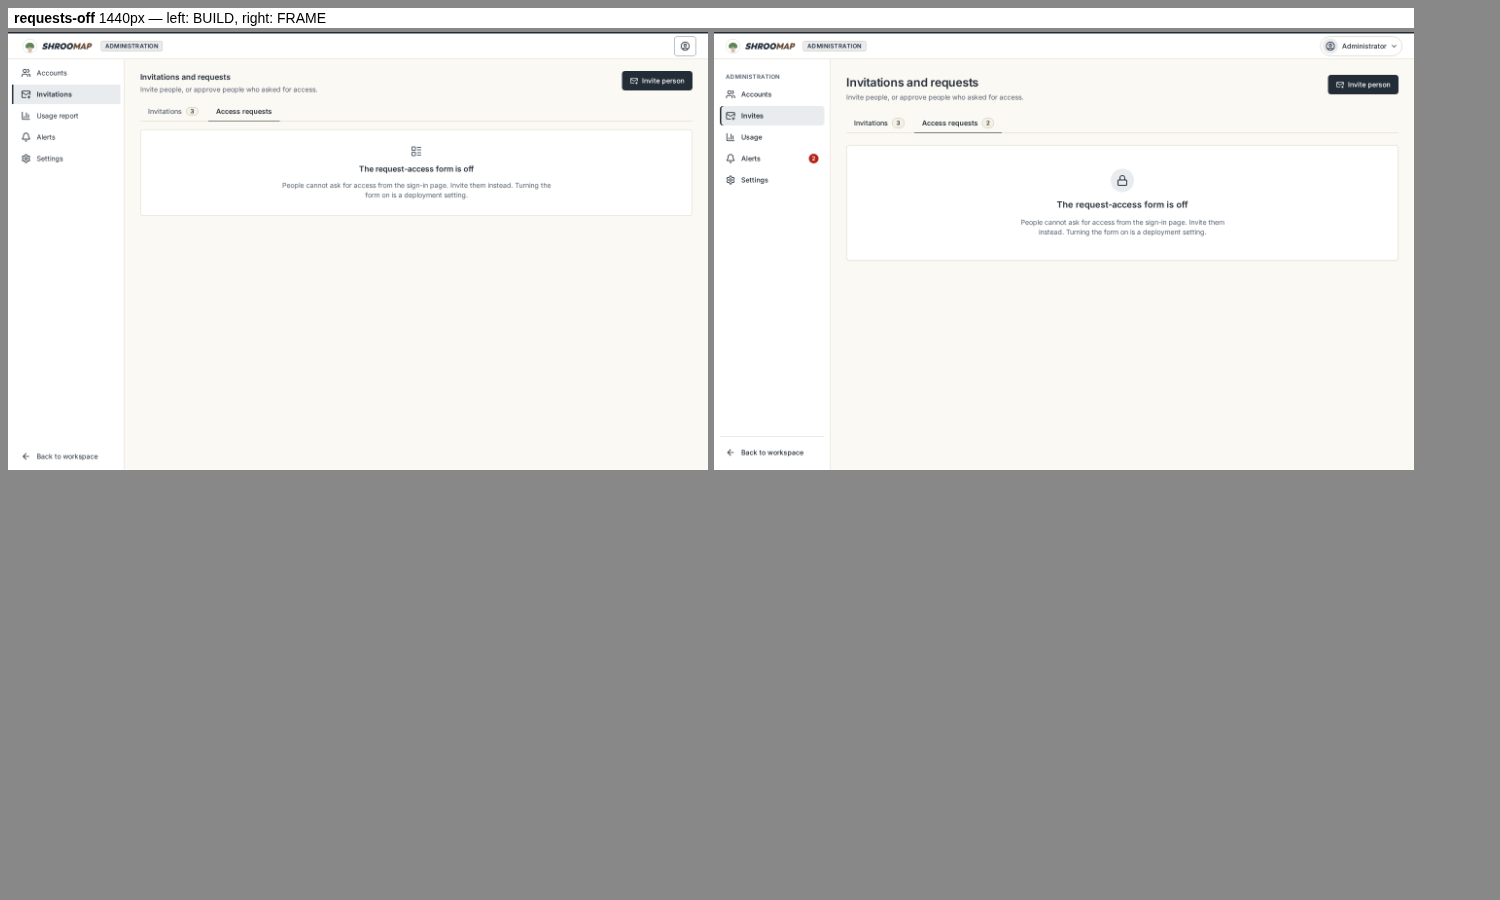 requests-off 1440px — left: BUILD, right: FRAME
SHROOMAP ADMINISTRATION
Accounts
Invitations
Usage report
Alerts
Settings
Back to workspace
Invitations and requests
Invite people, or approve people who asked for access.
Invite person
Invitations 3 Access requests
The request-access form is off
People cannot ask for access from the sign-in page. Invite them instead. Turning the
form on is a deployment setting.
SHROOMAP ADMINISTRATION
Administrator
ADMINISTRATION
Accounts
Invites
Usage
Alerts 2
Settings
Back to workspace
Invitations and requests
Invite people, or approve people who asked for access.
Invite person
Invitations 3 Access requests 2
The request-access form is off
People cannot ask for access from the sign-in page. Invite them
instead. Turning the form on is a deployment setting.